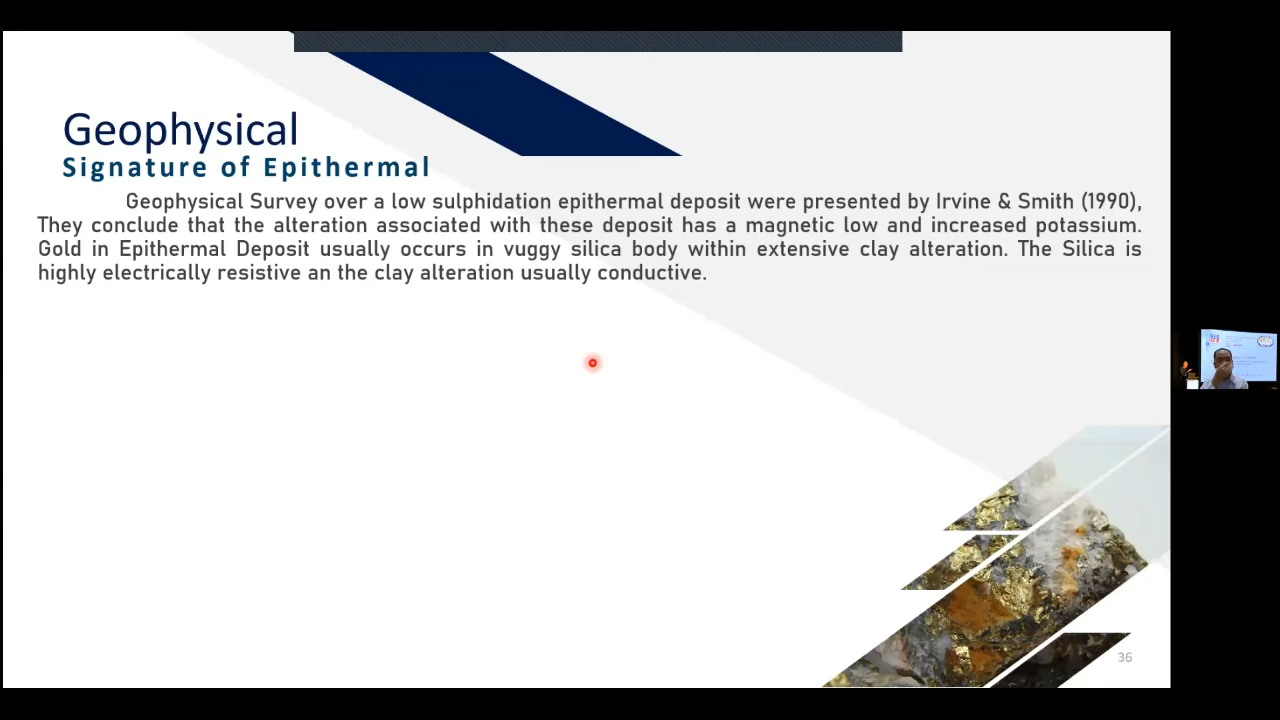 Geophysical
Signature of Epithermal
Geophysical Survey over a low sulphidation epithermal deposit were presented by Irvine & Smith (1990),
They conclude that the alteration associated with these deposit has a magnetic low and increased potassium.
Gold in Epithermal Deposit usually occurs in vuggy silica body within extensive clay alteration. The Silica is
highly electrically resistive an the clay alteration usually conductive.
36